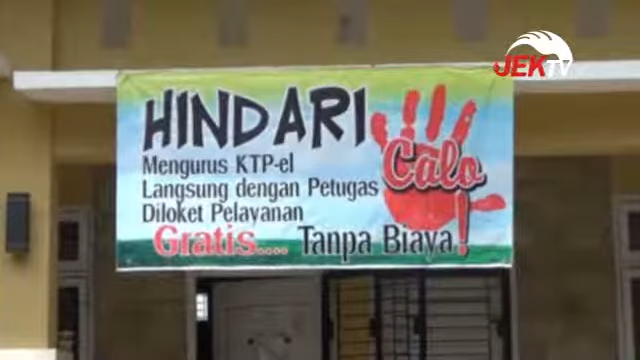 JEKTV
HINDARI
Calo
Mengurus KTP-el
Langsung dengan Petugas
Diloket Pelayanan
Gratis.... Tanpa Biaya!